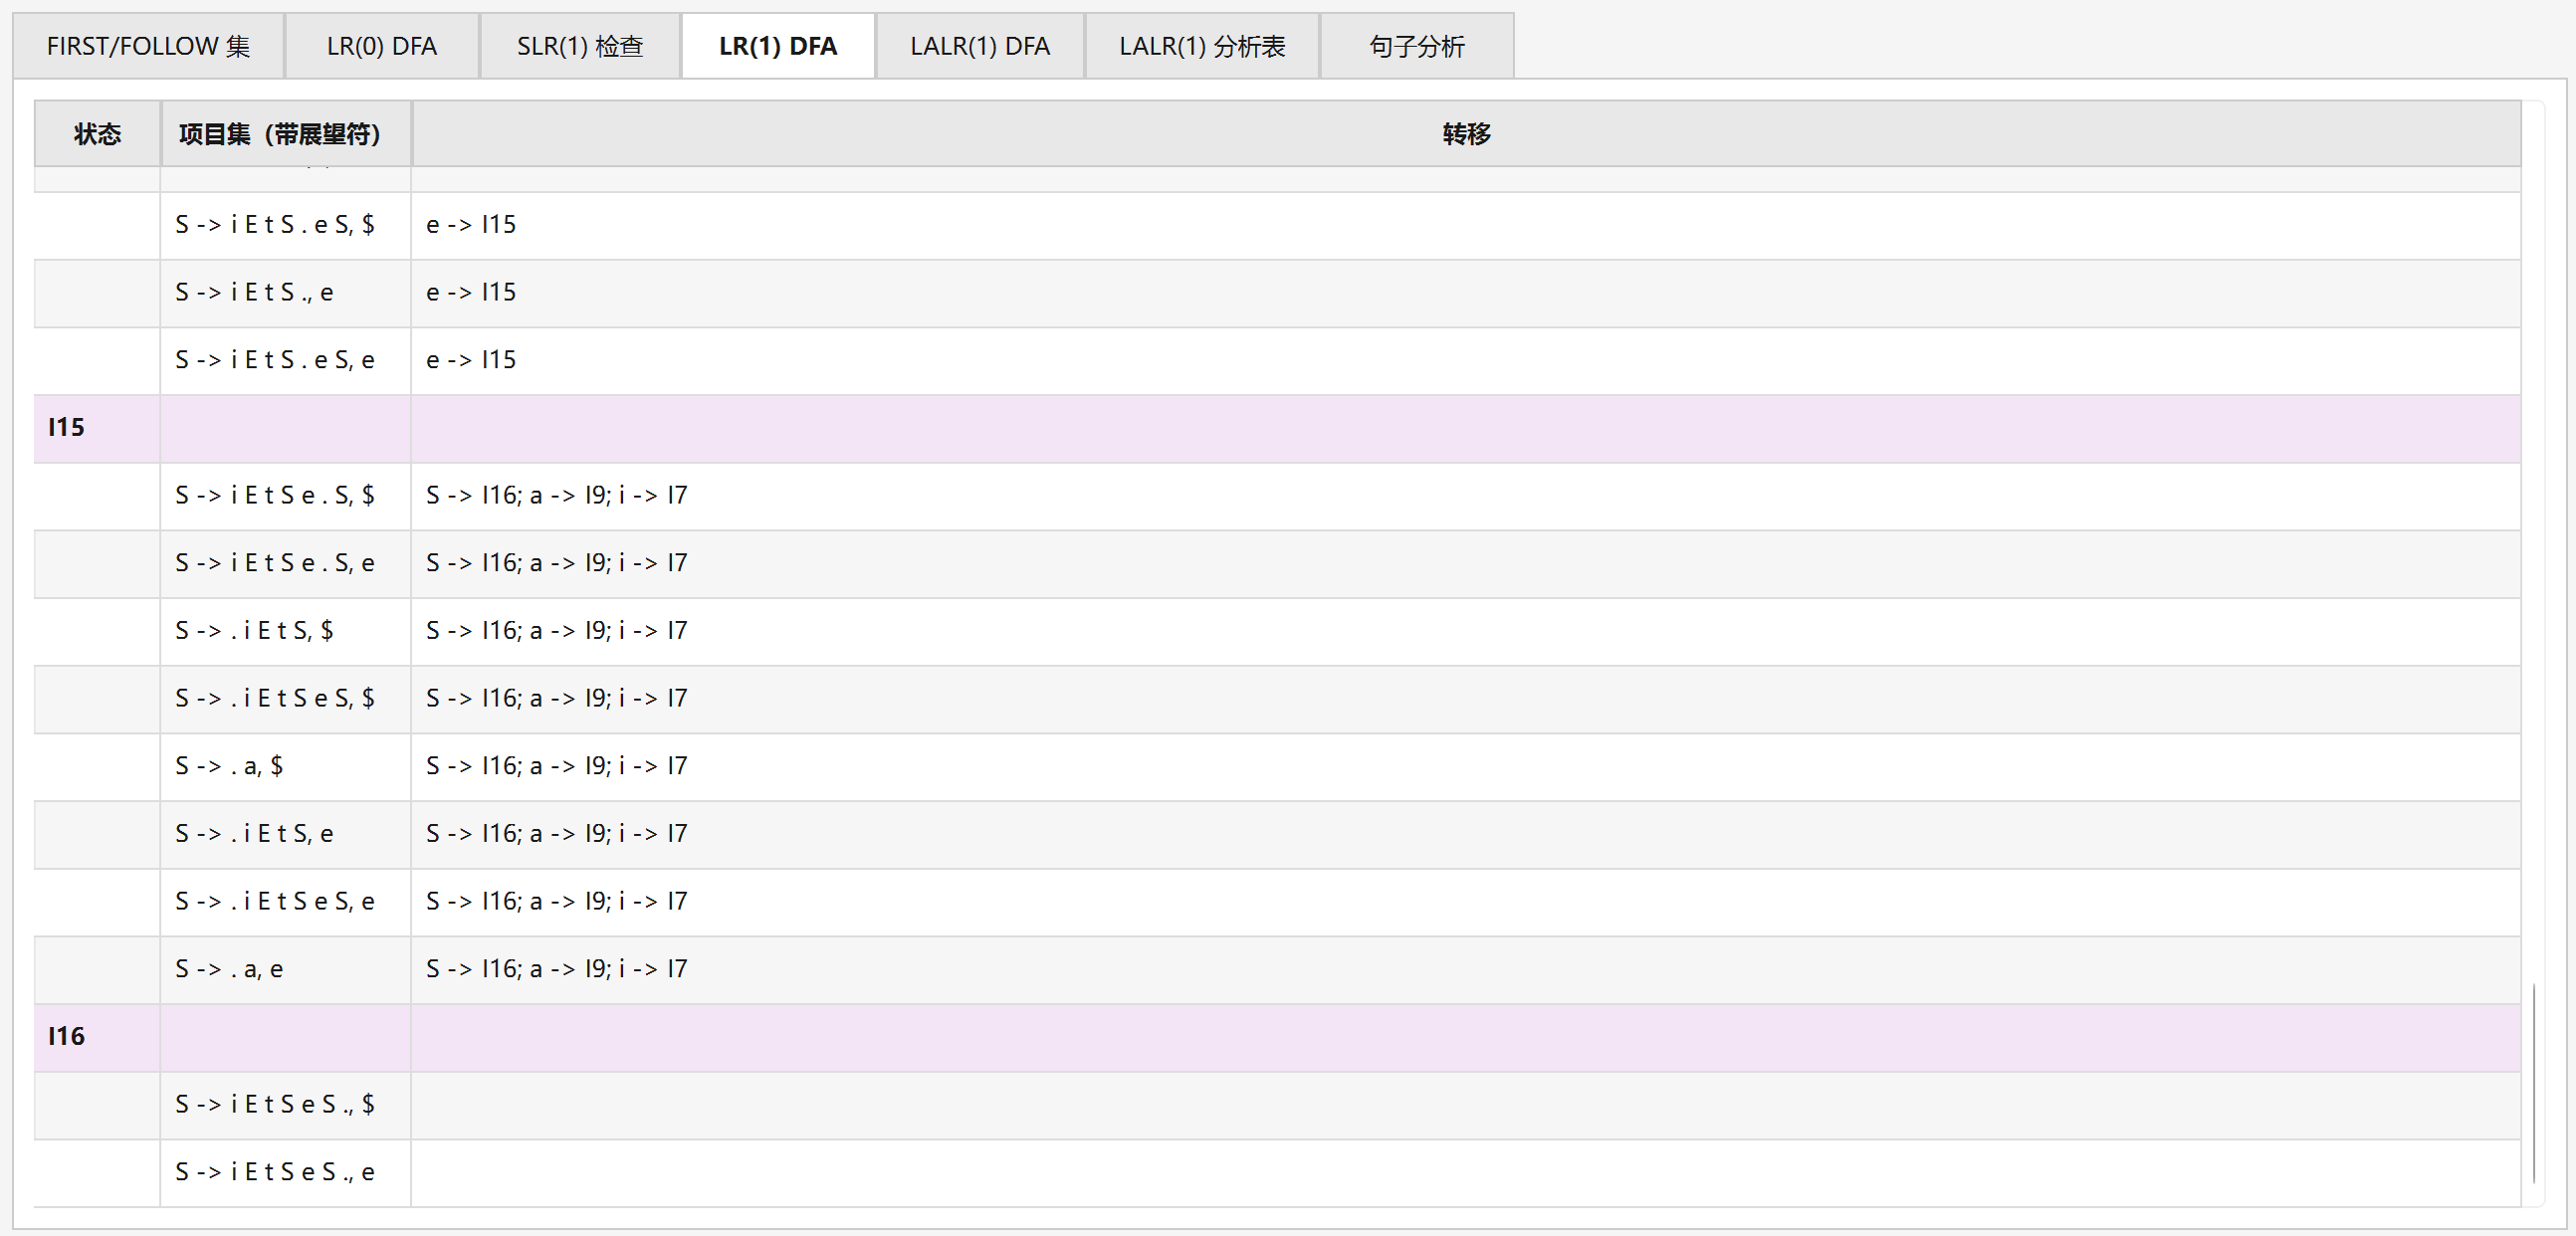 FIRST/FOLLOW 集 LR(0) DFA SLR(1) 检查 LR(1) DFA LALR(1) DFA LALR(1) 分析表 句子分析
状态 项目集（带展望符） 转移
S -> i E t S . e S, $ e -> I15
S -> i E t S ., e e -> I15
S -> i E t S . e S, e e -> I15
I15
S -> i E t S e . S, $ S -> I16; a -> I9; i -> I7
S -> i E t S e . S, e S -> I16; a -> I9; i -> I7
S -> . i E t S, $ S -> I16; a -> I9; i -> I7
S -> . i E t S e S, $ S -> I16; a -> I9; i -> I7
S -> . a, $ S -> I16; a -> I9; i -> I7
S -> . i E t S, e S -> I16; a -> I9; i -> I7
S -> . i E t S e S, e S -> I16; a -> I9; i -> I7
S -> . a, e S -> I16; a -> I9; i -> I7
I16
S -> i E t S e S ., $
S -> i E t S e S ., e